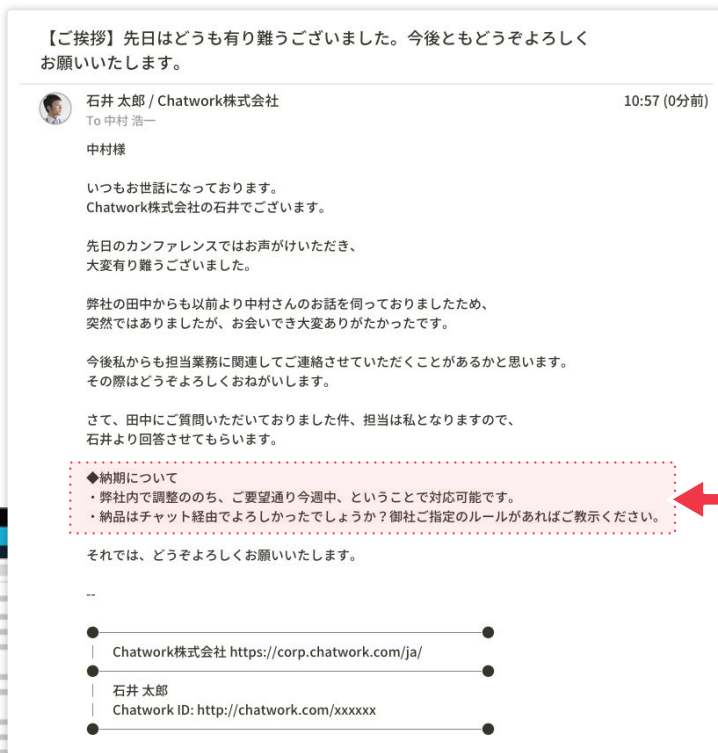 【ご挨拶】先日はどうも有り難うございました。今後ともどうぞよろしく
お願いいたします。
石井 太郎 / Chatwork株式会社
10:57 (0分前)
To 中村 浩一
中村様
いつもお世話になっております。
Chatwork株式会社の石井でございます。
先日のカンファレンスではお声がけいただき、
大変有り難うございました。
弊社の田中からも以前より中村さんのお話を伺っておりましたため、
突然ではありましたが、お会いでき大変ありがたかったです。
今後私からも担当業務に関連してご連絡させていただくことがあるかと思います。
その際はどうぞよろしくおねがいします。
さて、田中にご質問いただいておりました件、担当は私となりますので、
石井より回答させてもらいます。
◆納期について
・弊社内で調整ののち、ご要望通り今週中、ということで対応可能です。
・納品はチャット経由でよろしかったでしょうか？御社ご指定のルールがあればご教示ください。
それでは、どうぞよろしくお願いいたします。
--
Chatwork株式会社 https://corp.chatwork.com/ja/
石井 太郎
Chatwork ID: http://chatwork.com/xxxxxx